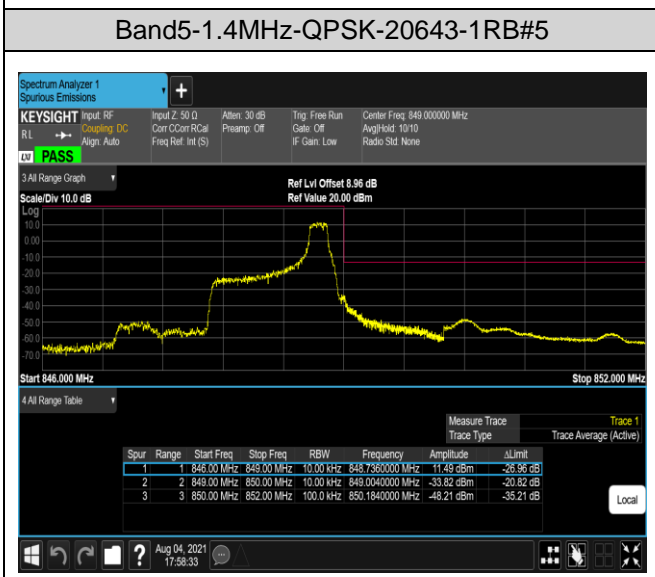 Band5-1.4MHz-QPSK-20643-1RB#5
Spectrum Analyzer 1
Spurious Emissions
KEYSIGHT Input: RF Input Z: 50 Ω Atten: 30 dB Trig: Free Run Center Freq: 849.000000 MHz
RL Coupling: DC Corr CCorr RCal Preamp: Off Gate: Off Avg|Hold: 10/10
Align: Auto Freq Ref: Int (S) IF Gain: Low Radio Std: None
LXI PASS
3 All Range Graph
Ref Lvl Offset 8.96 dB
Scale/Div 10.0 dB Ref Value 20.00 dBm
Log
10.0
0.00
-10.0
-20.0
-30.0
-40.0
-50.0
-60.0
-70.0
Start 846.000 MHz Stop 852.000 MHz
4 All Range Table
Measure Trace Trace 1
Trace Type Trace Average (Active)
Spur Range Start Freq Stop Freq RBW Frequency Amplitude ΔLimit
1 1 846.00 MHz 849.00 MHz 10.00 kHz 848.7360000 MHz 11.49 dBm -26.96 dB
2 2 849.00 MHz 850.00 MHz 10.00 kHz 849.0040000 MHz -33.82 dBm -20.82 dB
3 3 850.00 MHz 852.00 MHz 100.0 kHz 850.1840000 MHz -48.21 dBm -35.21 dB
Local
? Aug 04, 2021
17:58:33